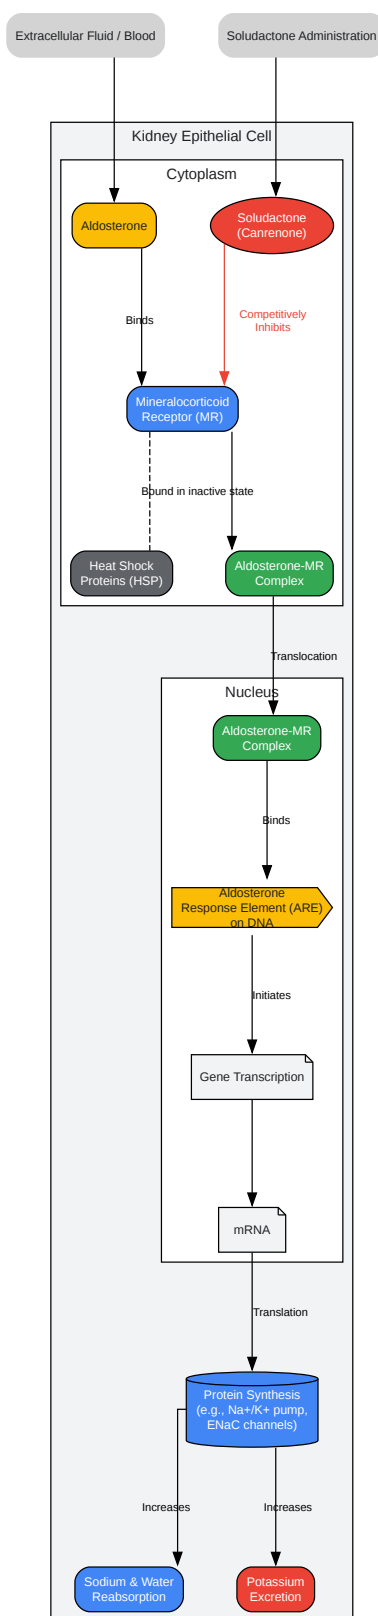 Extracellular Fluid / Blood
Soludactone Administration
Kidney Epithelial Cell
Cytoplasm
Aldosterone
Soludactone
(Canrenone)
Binds
Competitively
Inhibits
Mineralocorticoid
Receptor (MR)
Bound in inactive state
Heat Shock
Proteins (HSP)
Aldosterone-MR
Complex
Translocation
Nucleus
Aldosterone-MR
Complex
Binds
Aldosterone
Response Element (ARE)
on DNA
Initiates
Gene Transcription
mRNA
Translation
Protein Synthesis
(e.g., Na+/K+ pump,
ENaC channels)
Increases
Increases
Sodium & Water
Reabsorption
Potassium
Excretion